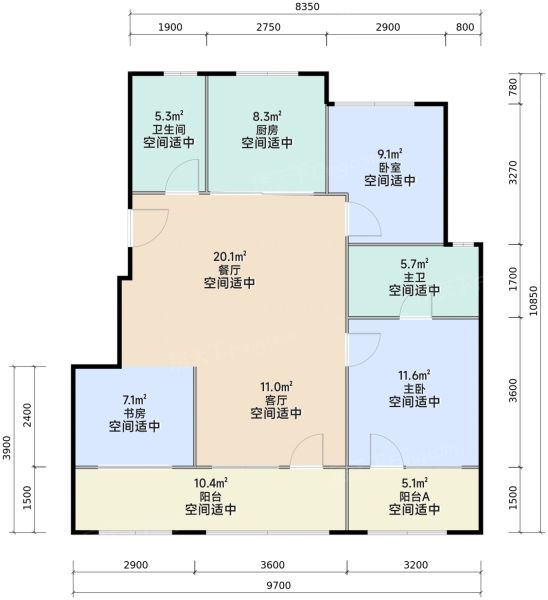 8350
1900 2750 2900 800
5.3㎡
卫生间
空间适中
8.3㎡
厨房
空间适中
9.1㎡
卧室
空间适中
780
3270
1700
3600
1500
10850
20.1㎡
餐厅
空间适中
5.7㎡
主卫
空间适中
7.1㎡
书房
空间适中
11.0㎡
客厅
空间适中
11.6㎡
主卧
空间适中
2400
3900
1500
10.4㎡
阳台
空间适中
5.1㎡
阳台A
空间适中
2900 3600 3200
9700